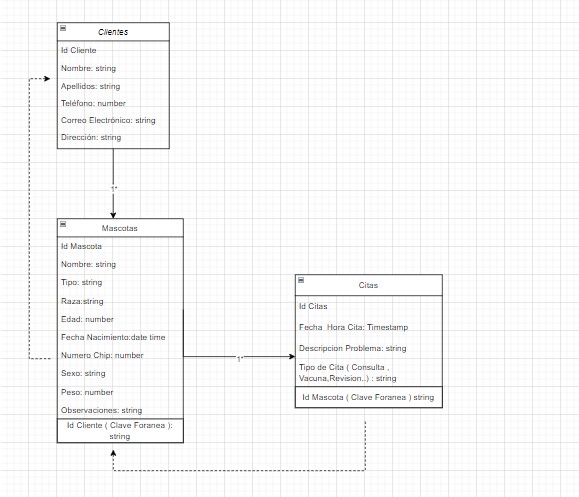 Clientes
Id Cliente
Nombre: string
Apellidos: string
Teléfono: number
Correo Electrónico: string
Dirección: string
1*
Mascotas
Id Mascota
Nombre: string
Tipo: string
Raza:string
Edad: number
Fecha Nacimiento:date time
Numero Chip: number
Sexo: string
Peso: number
Observaciones: string
Id Cliente ( Clave Foranea ):
string
1*
Citas
Id Citas
Fecha Hora Cita: Timestamp
Descripcion Problema: string
Tipo de Cita ( Consulta ,
Vacuna,Revision..) : string
Id Mascota ( Clave Foranea ) string